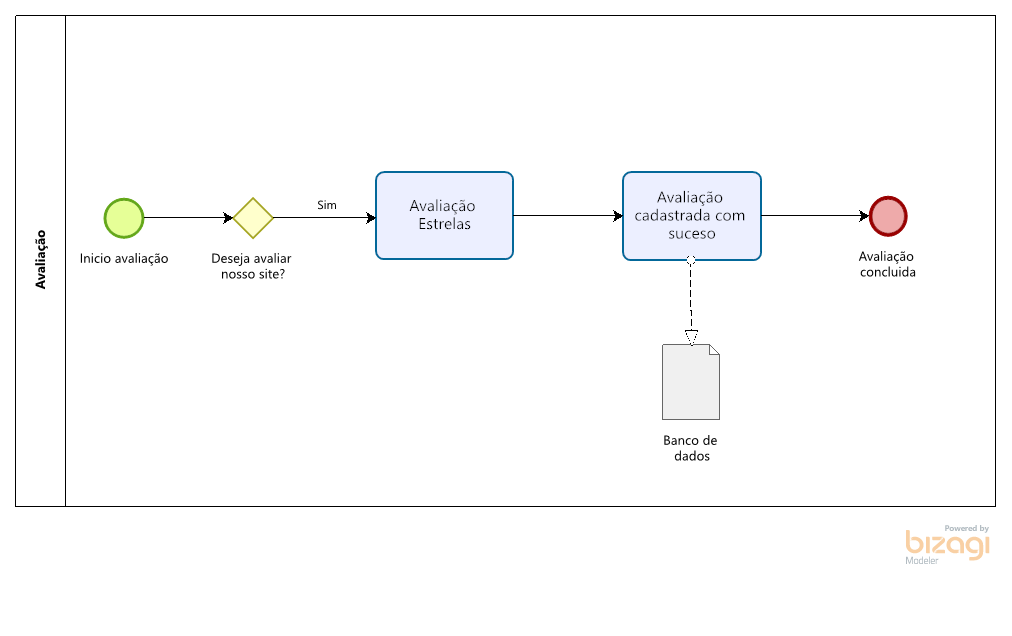 Avaliação
Inicio avaliação
Deseja avaliar
nosso site?
Sim
Avaliação
Estrelas
Avaliação
cadastrada com
suceso
Avaliação
concluida
Banco de
dados
Powered by
bizagi
Modeler